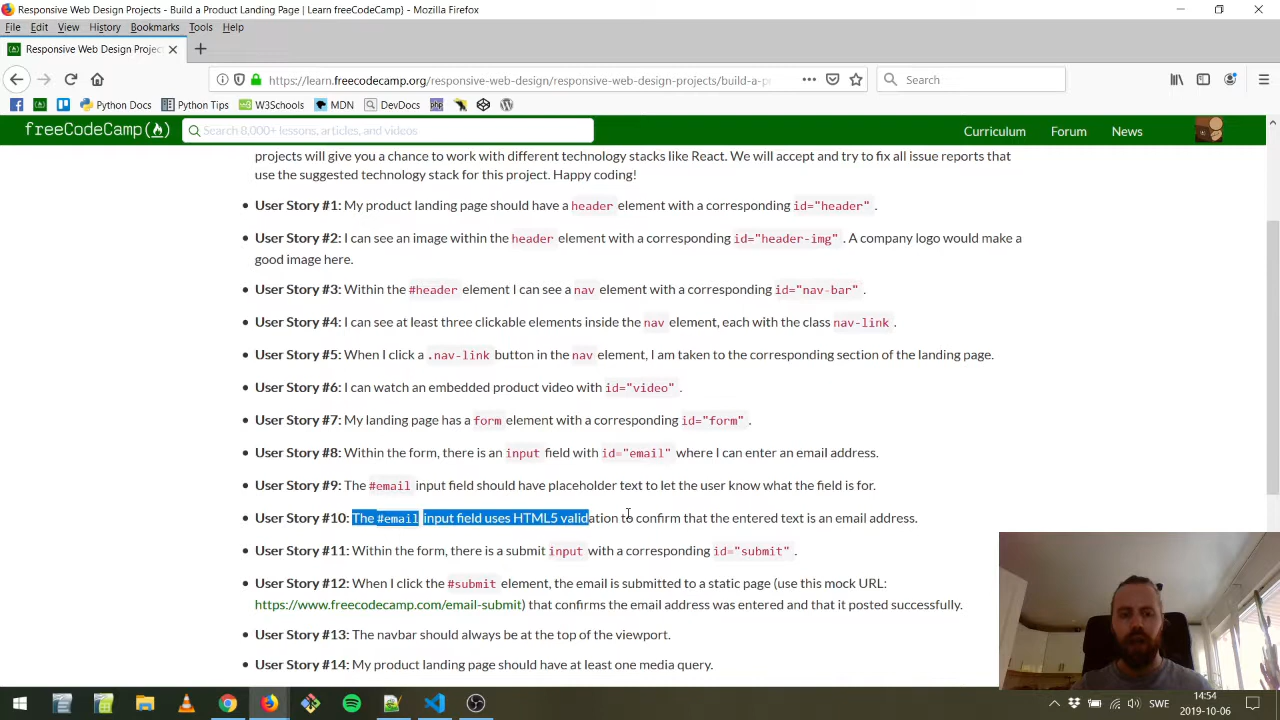 Responsive Web Design Projects - Build a Product Landing Page | Learn freeCodeCamp} - Mozilla Firefox
File Edit View History Bookmarks Tools Help
Responsive Web Design Projec
https://learn.freecodecamp.org/responsive-web-design/responsive-web-design-projects/build-a-pr
Search
Python Docs Python Tips W3Schools MDN DevDocs
freeCodeCamp
Search 8,000+ lessons, articles, and videos
Curriculum Forum News
projects will give you a chance to work with different technology stacks like React. We will accept and try to fix all issue reports that
use the suggested technology stack for this project. Happy coding!
User Story #1: My product landing page should have a header element with a corresponding id="header" .
User Story #2: I can see an image within the header element with a corresponding id="header-img" . A company logo would make a
good image here.
User Story #3: Within the #header element I can see a nav element with a corresponding id="nav-bar" .
User Story #4: I can see at least three clickable elements inside the nav element, each with the class nav-link .
User Story #5: When I click a .nav-link button in the nav element, I am taken to the corresponding section of the landing page.
User Story #6: I can watch an embedded product video with id="video" .
User Story #7: My landing page has a form element with a corresponding id="form" .
User Story #8: Within the form, there is an input field with id="email" where I can enter an email address.
User Story #9: The #email input field should have placeholder text to let the user know what the field is for.
User Story #10: The #email input field uses HTML5 validation to confirm that the entered text is an email address.
User Story #11: Within the form, there is a submit input with a corresponding id="submit" .
User Story #12: When I click the #submit element, the email is submitted to a static page (use this mock URL:
https://www.freecodecamp.com/email-submit) that confirms the email address was entered and that it posted successfully.
User Story #13: The navbar should always be at the top of the viewport.
User Story #14: My product landing page should have at least one media query.
SWE
14:54
2019-10-06